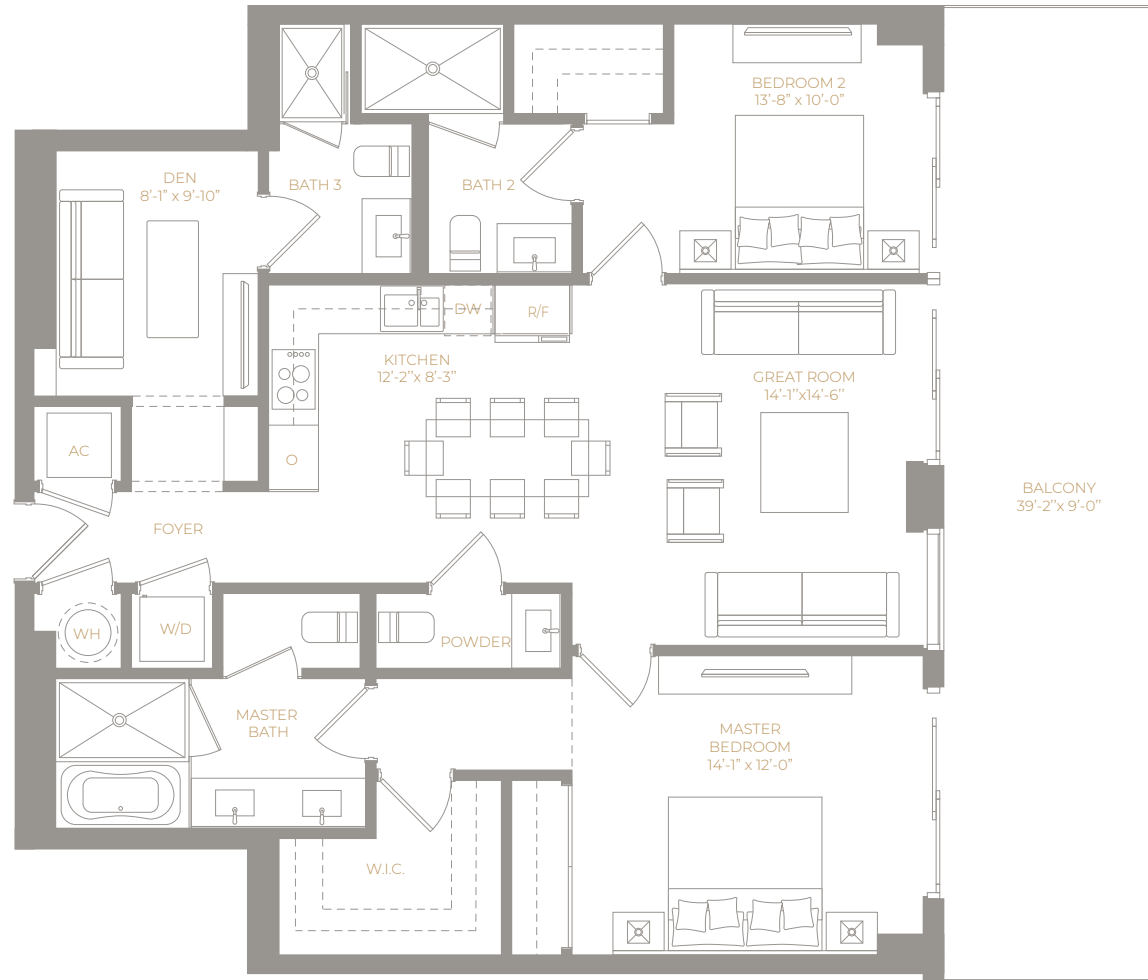 BEDROOM 2
13'-8” x 10'-0”
DEN
8'-1” x 9'-10”
BATH 3
BATH 2
DW
R/F
KITCHEN
12'-2’’x 8'-3’’
GREAT ROOM
14'-1’’x14'-6’’
AC
O
BALCONY
39'-2’’x 9'-0’’
FOYER
WH
W/D
POWDER
MASTER
BATH
MASTER
BEDROOM
14'-1” x 12'-0”
W.I.C.